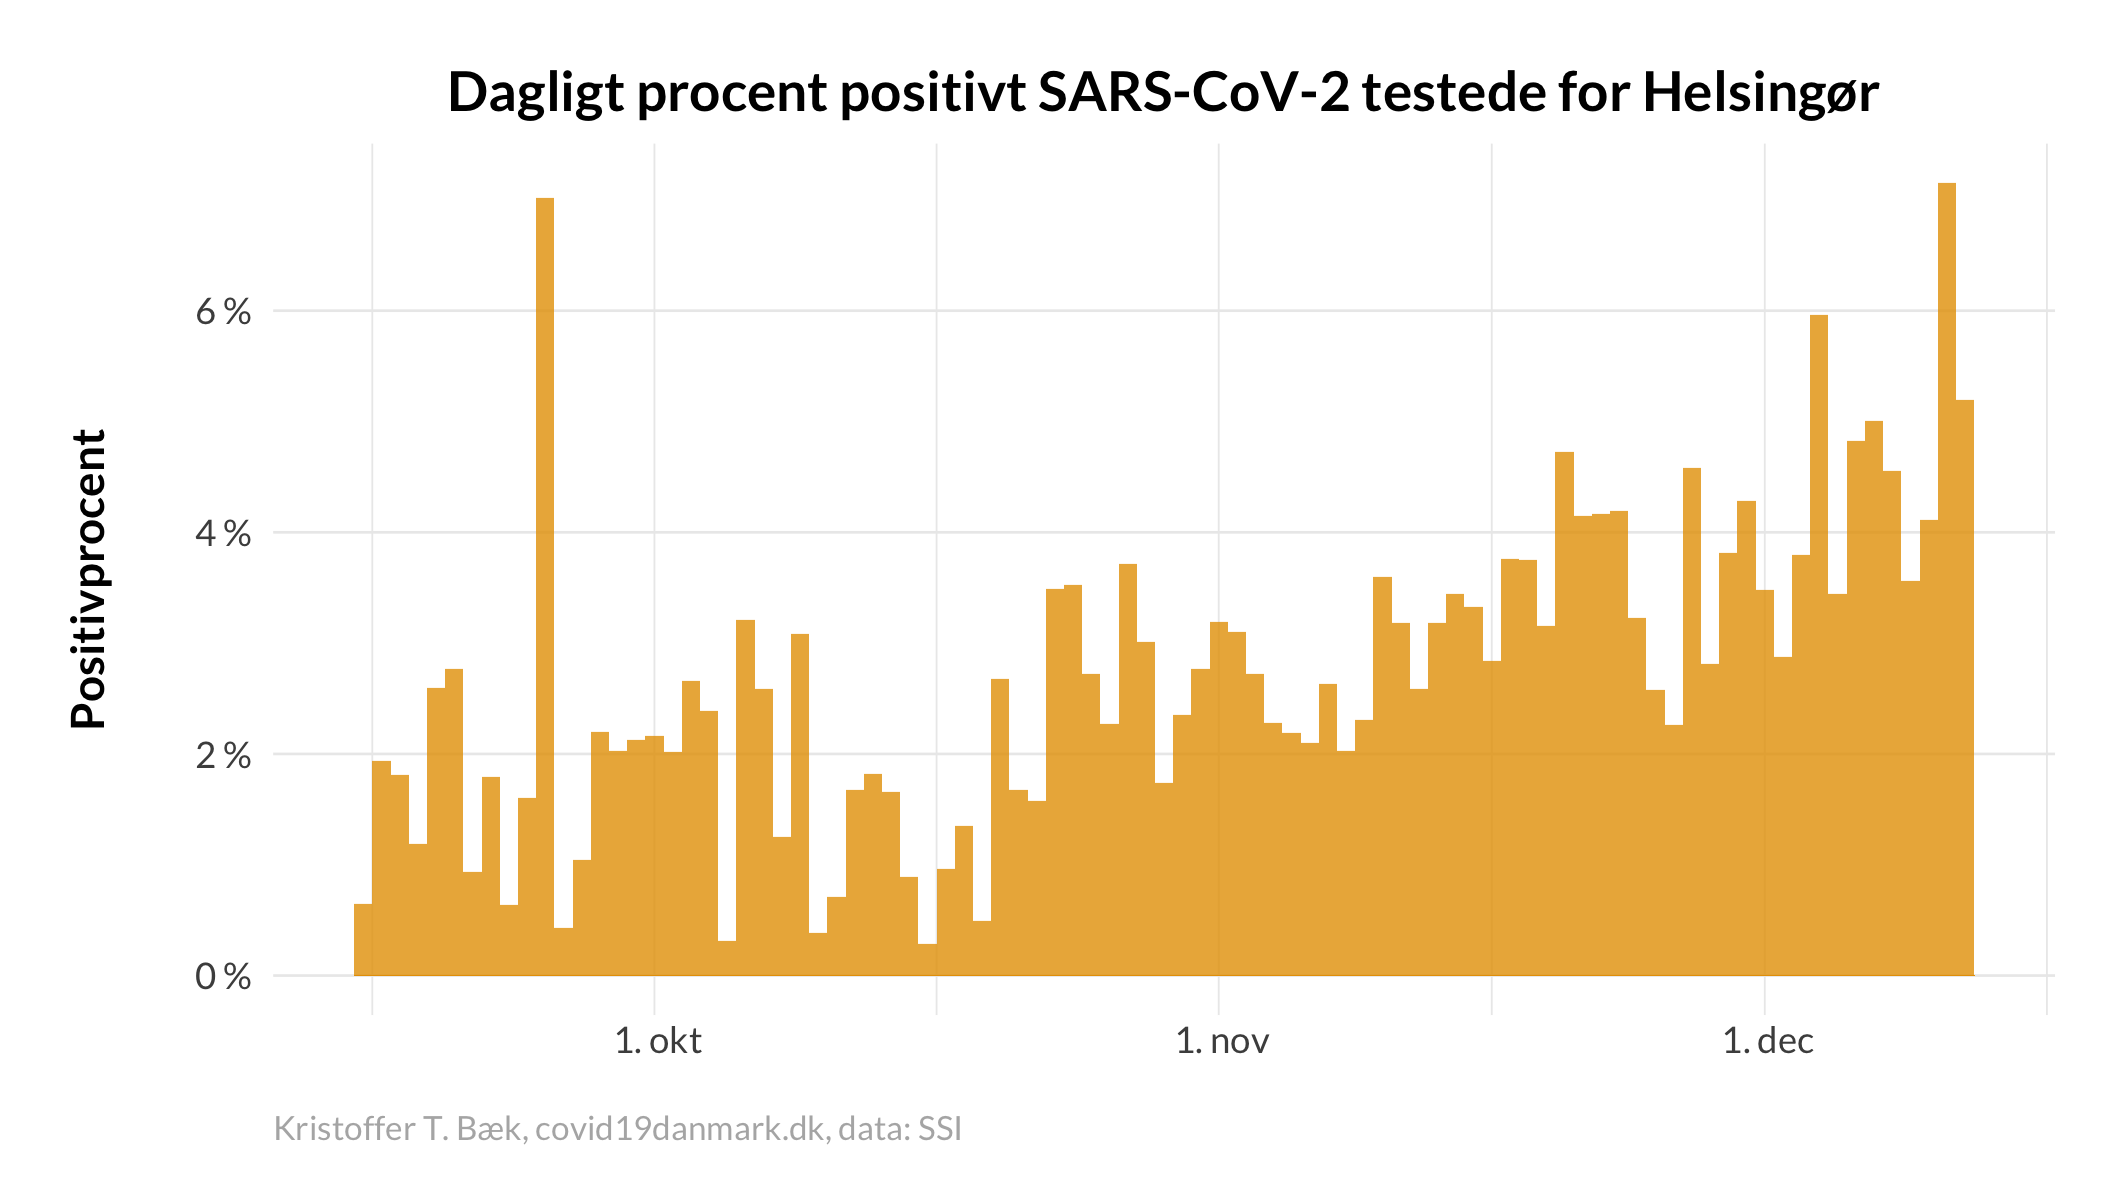 Dagligt procent positivt SARS-CoV-2 testede for Helsingør
Positivprocent
6 %
4 %
2 %
0 %
1. okt
1. nov
1. dec
Kristoffer T. Bæk, covid19danmark.dk, data: SSI